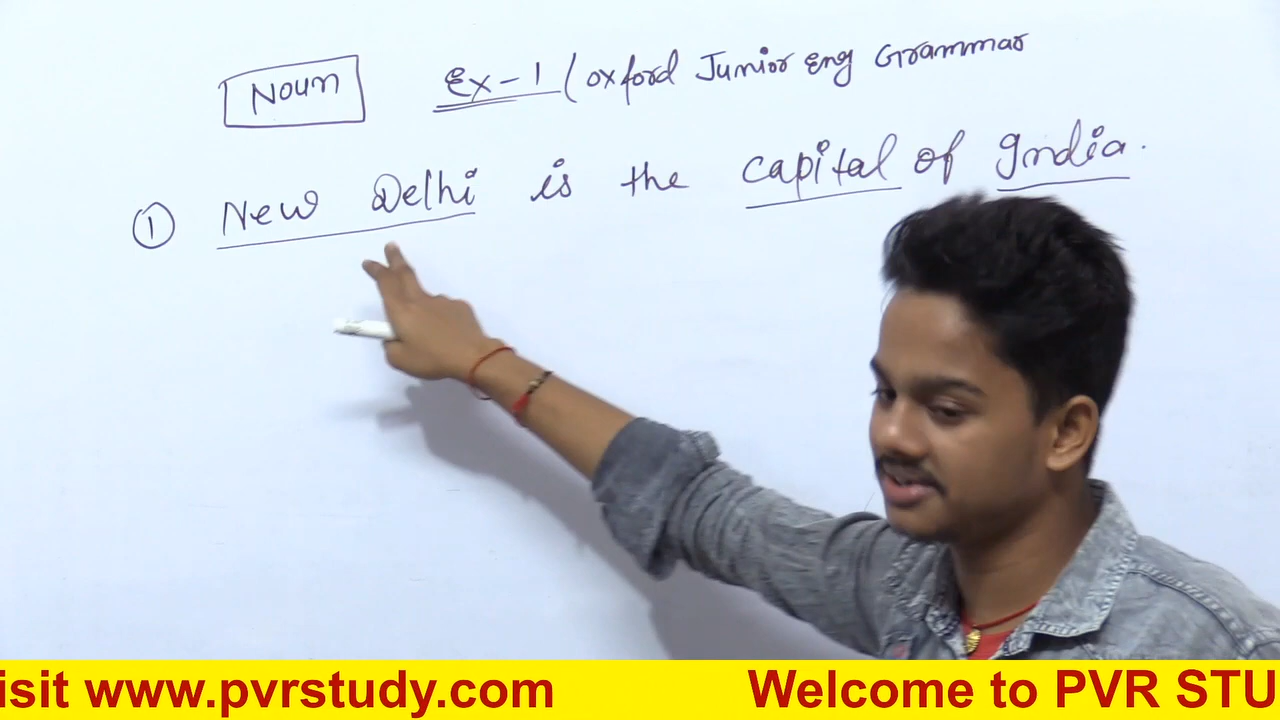 Noun Ex-1 (Oxford Junior Eng Grammar
① New Delhi is the capital of India.
isit www.pvrstudy.com Welcome to PVR STU